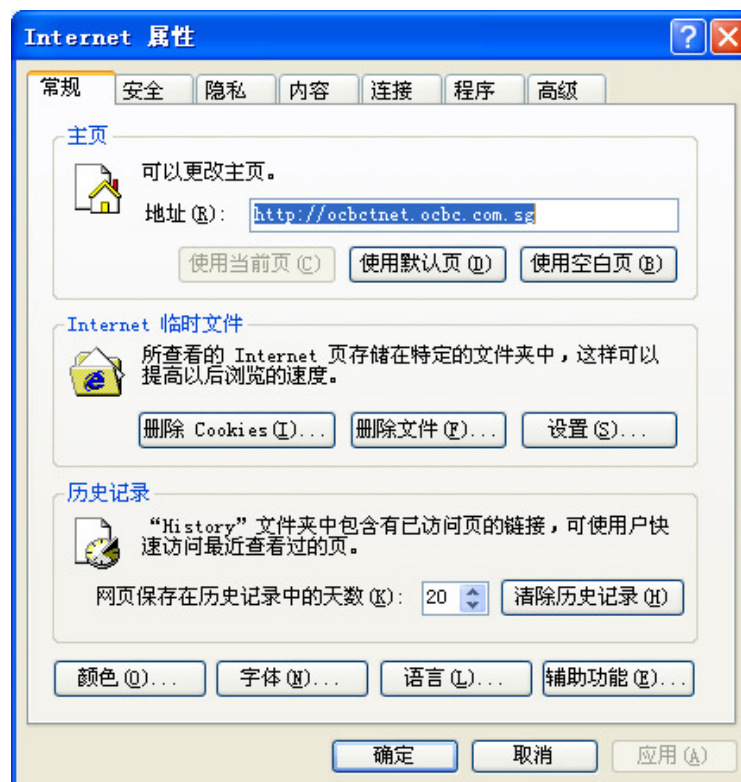 Internet 属性
常规 安全 隐私 内容 连接 程序 高级
主页
可以更改主页。
地址(R): http://ocbctnet.ocbc.com.sg
使用当前页(C) 使用默认页(D) 使用空白页(B)
Internet 临时文件
所查看的 Internet 页存储在特定的文件夹中，这样可以
提高以后浏览的速度。
删除 Cookies(I)... 删除文件(F)... 设置(S)...
历史记录
“History”文件夹中包含有已访问页的链接，可使用户快
速访问最近查看过的页。
网页保存在历史记录中的天数(K): 20 清除历史记录(H)
颜色(O)... 字体(N)... 语言(L)... 辅助功能(E)...
确定 取消 应用(A)